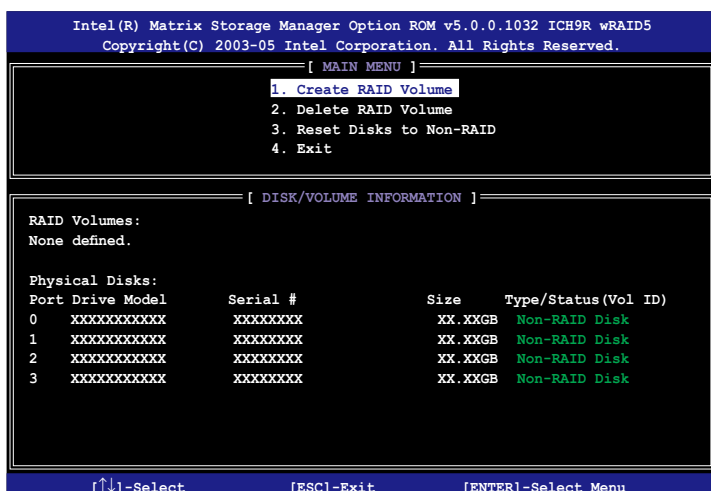 Intel(R) Matrix Storage Manager Option ROM v5.0.0.1032 ICH9R wRAID5
Copyright(C) 2003-05 Intel Corporation. All Rights Reserved.
[ MAIN MENU ]
1. Create RAID Volume
2. Delete RAID Volume
3. Reset Disks to Non-RAID
4. Exit
[ DISK/VOLUME INFORMATION ]
RAID Volumes:
None defined.
Physical Disks:
Port Drive Model Serial # Size Type/Status(Vol ID)
0 XXXXXXXXXXX XXXXXXXX XX.XXGB Non-RAID Disk
1 XXXXXXXXXXX XXXXXXXX XX.XXGB Non-RAID Disk
2 XXXXXXXXXXX XXXXXXXX XX.XXGB Non-RAID Disk
3 XXXXXXXXXXX XXXXXXXX XX.XXGB Non-RAID Disk
[↑↓]-Select [ESC]-Exit [ENTER]-Select Menu